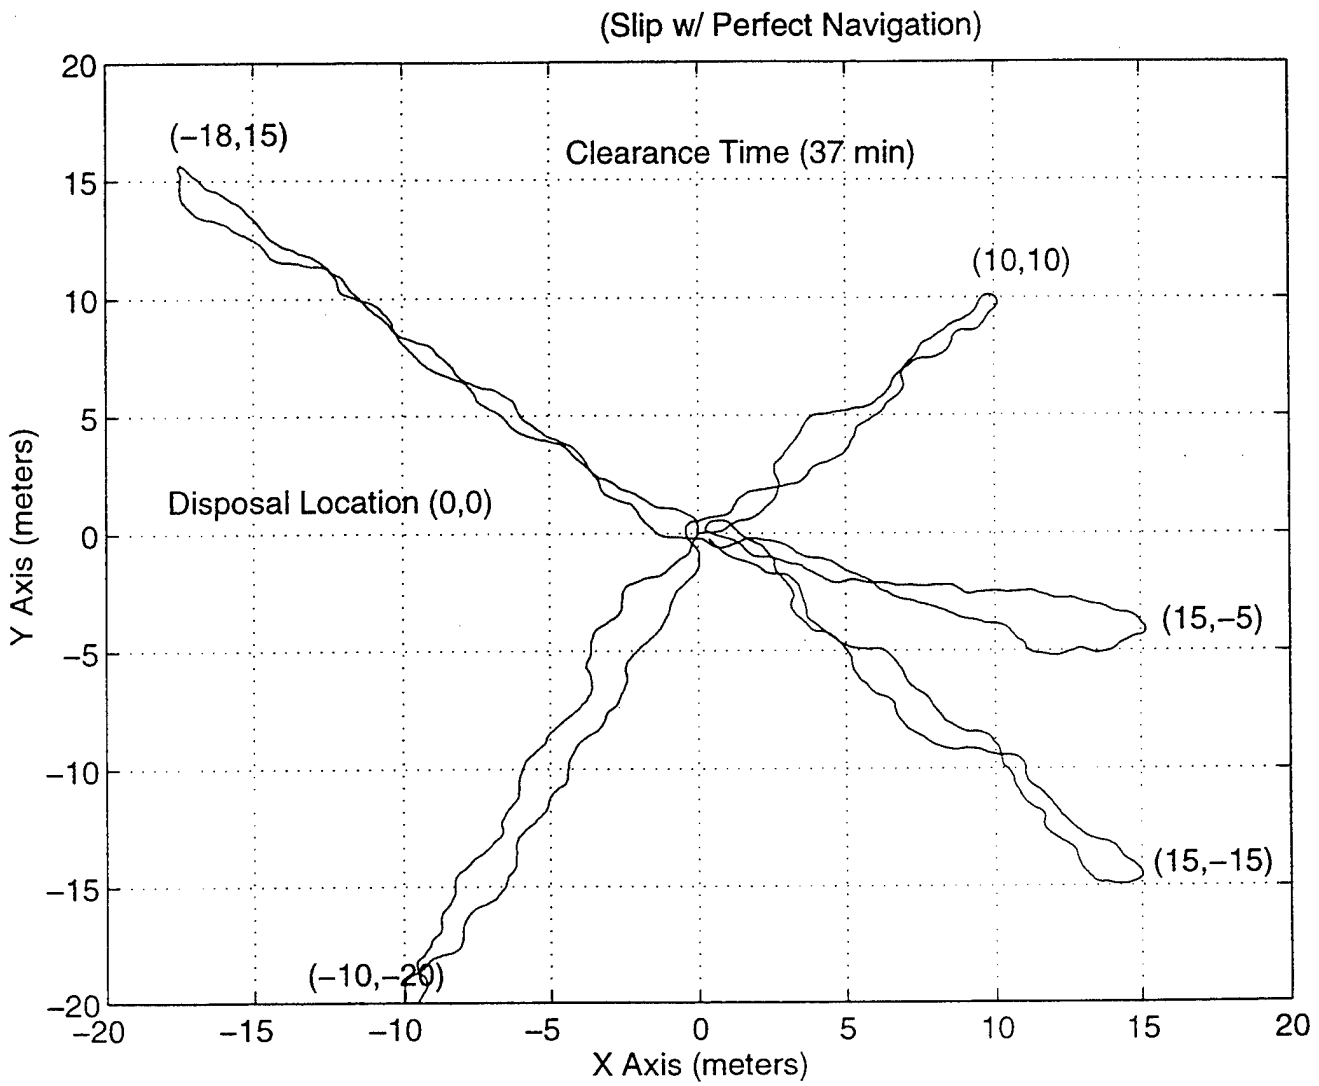 (Slip w/ Perfect Navigation)
20
(−18,15)
Clearance Time (37 min)
15
(10,10)
10
5
Y Axis (meters)
Disposal Location (0,0)
0
(15,−5)
−5
−10
(15,−15)
−15
(−10,−20)
−20
−20 −15 −10 −5 0 5 10 15 20
X Axis (meters)